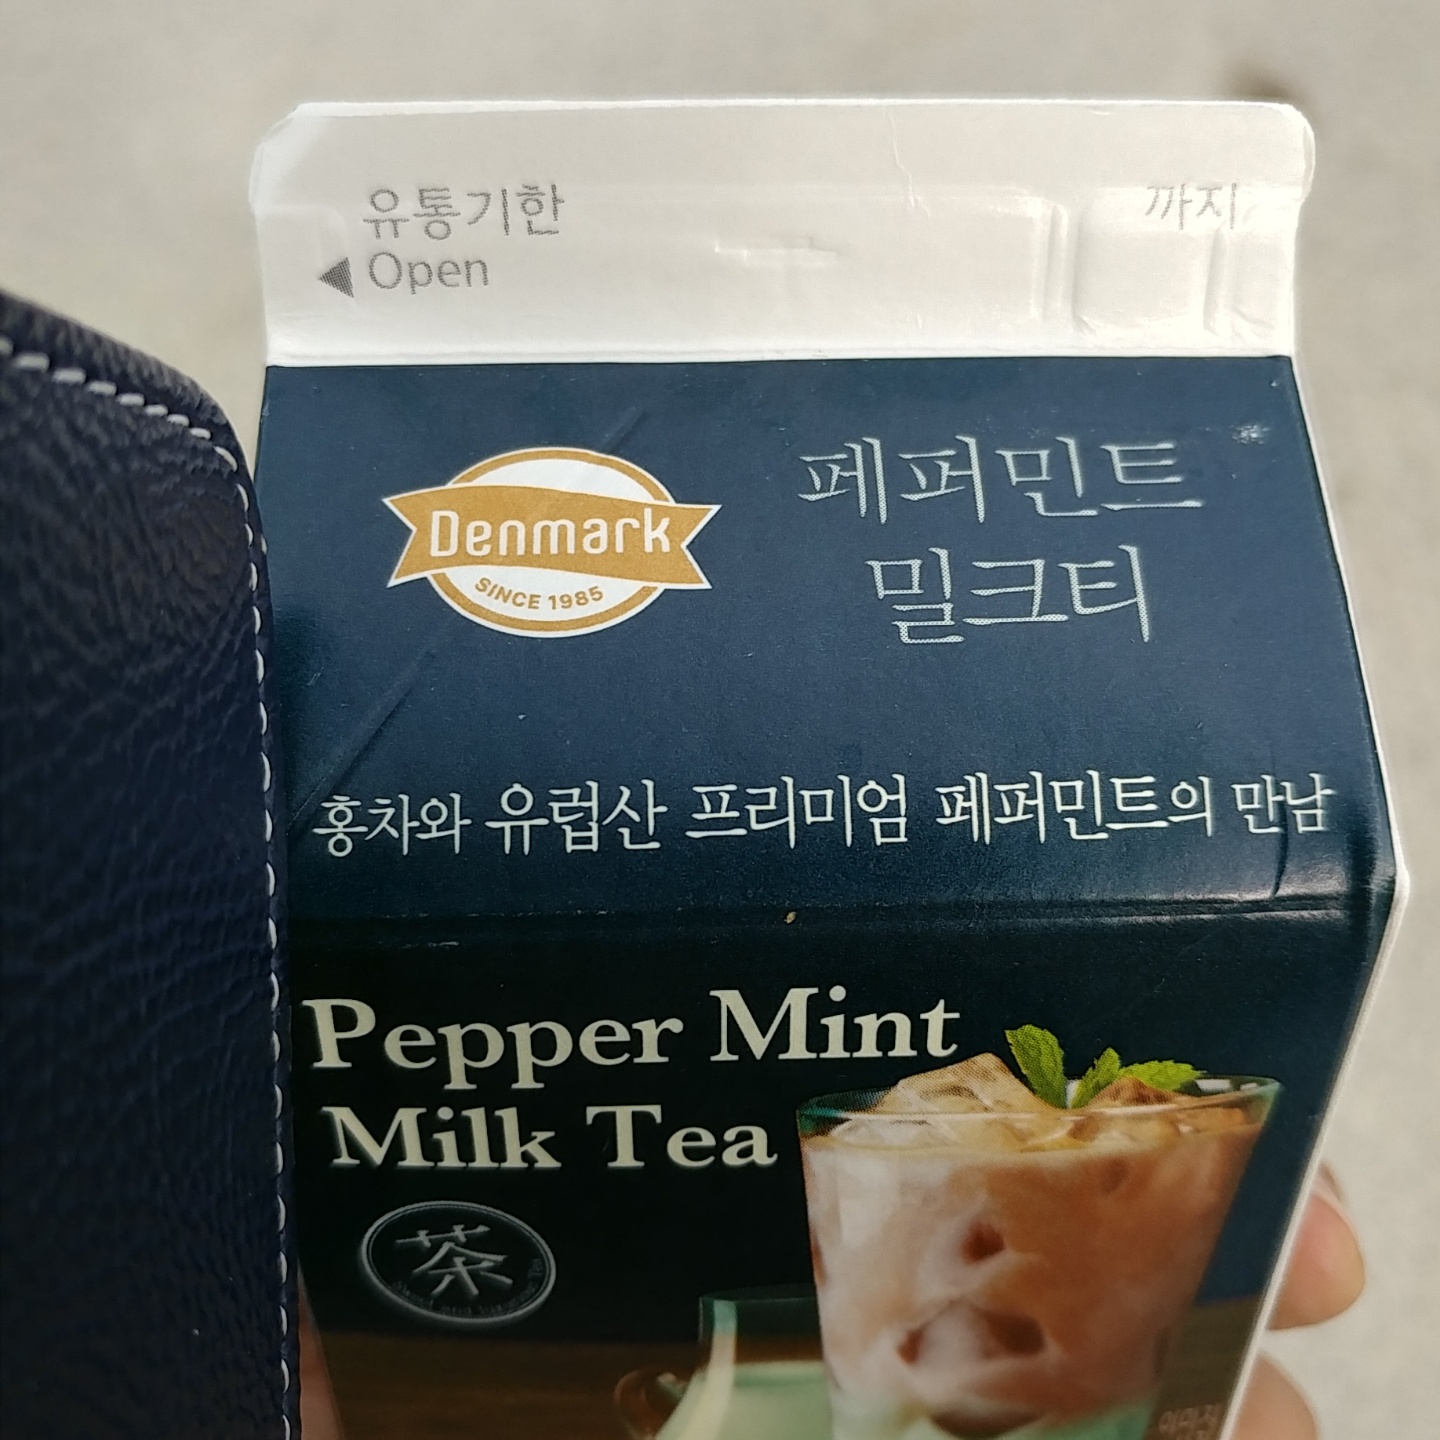 유통기한 까지
Open
Denmark
SINCE 1985
페퍼민트
밀크티
홍차와 유럽산 프리미엄 페퍼민트의 만남
Pepper Mint
Milk Tea
茶